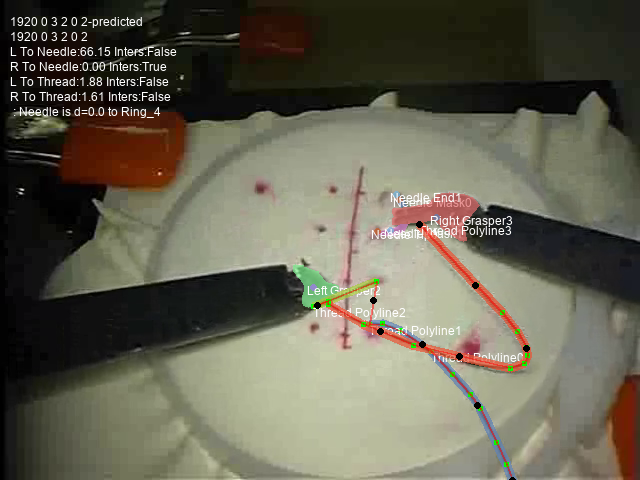 1920 0 3 2 0 2-predicted
1920 0 3 2 0 2
L To Needle:66.15 Inters:False
R To Needle:0.00 Inters:True
L To Thread:1.88 Inters:False
R To Thread:1.61 Inters:False
: Needle is d=0.0 to Ring_4
Needle End1
Needle Mask0
Right Grasper3
Thread Polyline3
Left Grasper2
Thread Polyline2
Thread Polyline1
Thread Polyline0